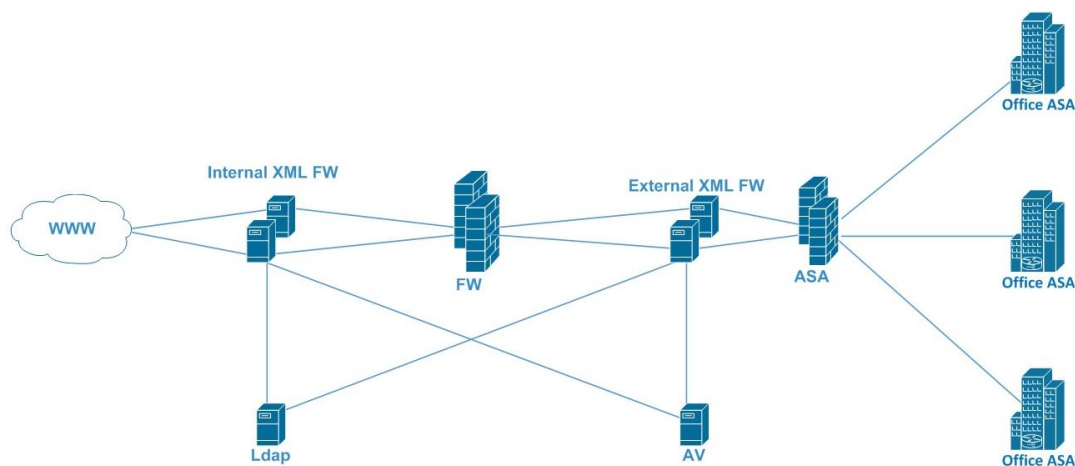 Office ASA
Internal XML FW
External XML FW
WWW
Office ASA
FW
ASA
Ldap
AV
Office ASA